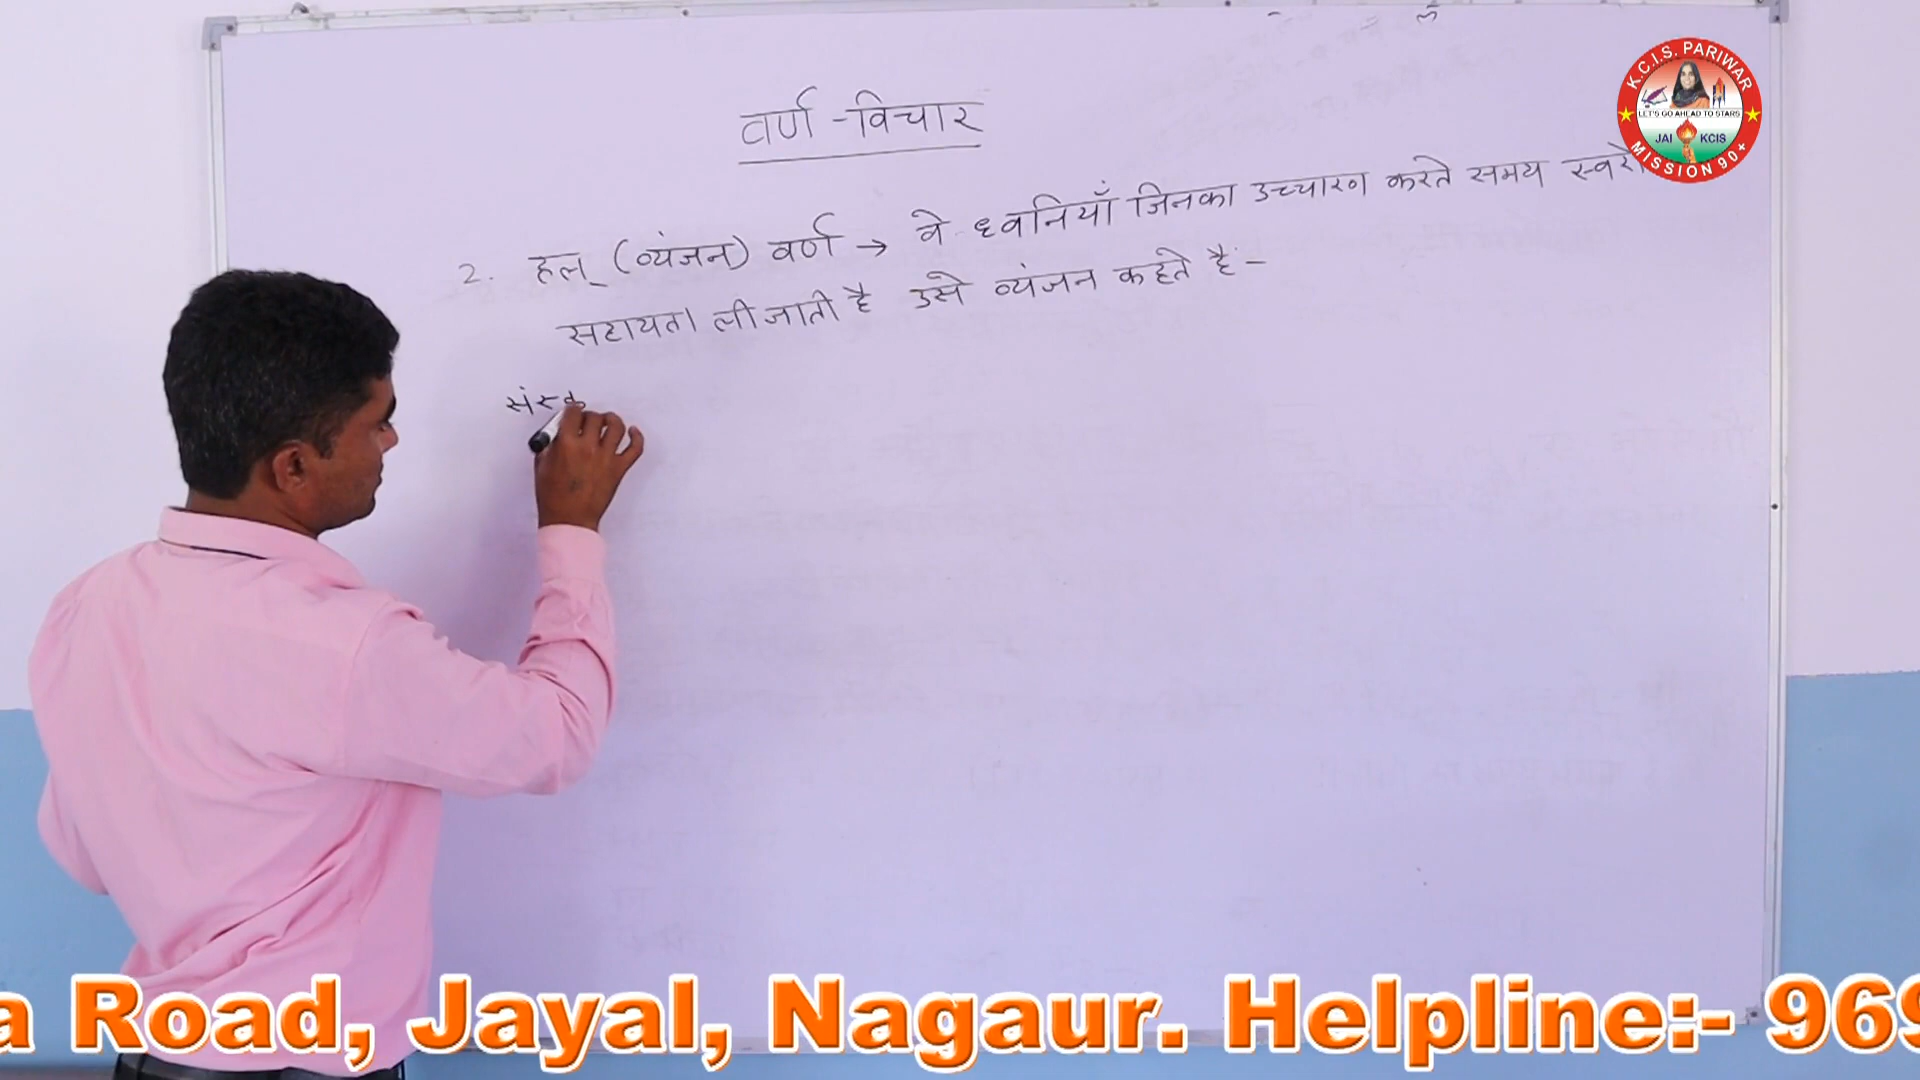 वर्ण - विचार
2. हल् (व्यंजन) वर्ण → वे ध्वनियाँ जिनका उच्चारण करते समय
सहायता ली जाती है उसे व्यंजन कहते हैं:-
K.C.I.S. PARIWAR
LET'S GO AHEAD TO STARS
JAI KCIS
MISSION 90+
a Road, Jayal, Nagaur. Helpline:- 969